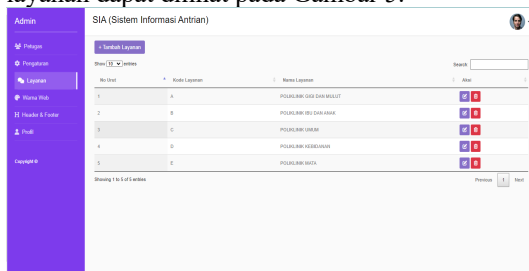 layanan dapat dilihat pada Gambar 5.
Admin
SIA (Sistem Informasi Antrian)
Petugas
Pengaturan
Layanan
Warna Web
Header & Footer
Profil
Copyright ©
+ Tambah Layanan
Show 10 entries
Search:
No Urut Kode Layanan Nama Layanan Aksi
1 A POLIKLINIK GIGI DAN MULUT
2 B POLIKLINIK IBU DAN ANAK
3 C POLIKLINIK UMUM
4 D POLIKLINIK KEBIDANAN
5 E POLIKLINIK MATA
Showing 1 to 5 of 5 entries
Previous 1 Next